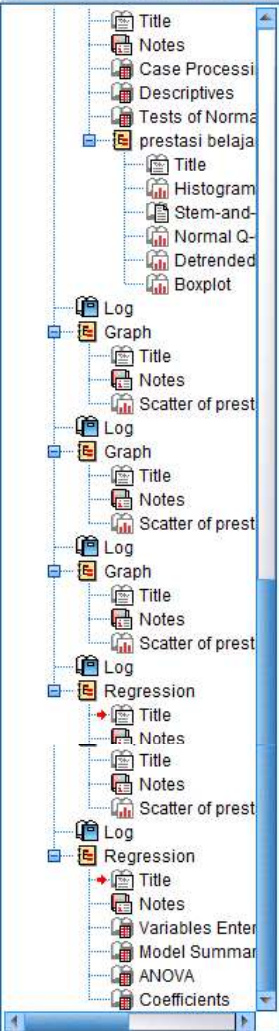 Title
Notes
Case Processi
Descriptives
Tests of Norma
prestasi belaja
Title
Histogram
Stem-and-
Normal Q-
Detrended
Boxplot
Log
Graph
Title
Notes
Scatter of prest
Log
Graph
Title
Notes
Scatter of prest
Log
Graph
Title
Notes
Scatter of prest
Log
Regression
Title
Notes
Title
Notes
Scatter of prest
Log
Regression
Title
Notes
Variables Enter
Model Summar
ANOVA
Coefficients